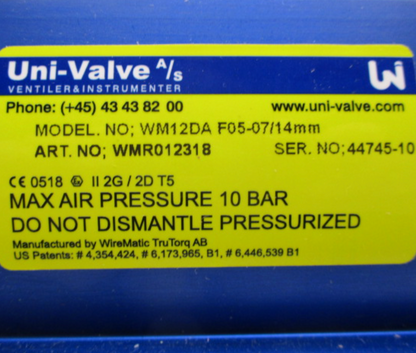 Uni-Valve A/S
VENTILER&INSTRUMENTER
Phone: (+45) 43 43 82 00 www.uni-valve.com
MODEL. NO; WM12DA F05-07/14mm
ART. NO; WMR012318 SER. NO;44745-10
CE 0518 Ex II 2G / 2D T5
MAX AIR PRESSURE 10 BAR
DO NOT DISMANTLE PRESSURIZED
Manufactured by WireMatic TruTorq AB
US Patents: # 4,354,424, # 6,173,965, B1, # 6,446,539 B1